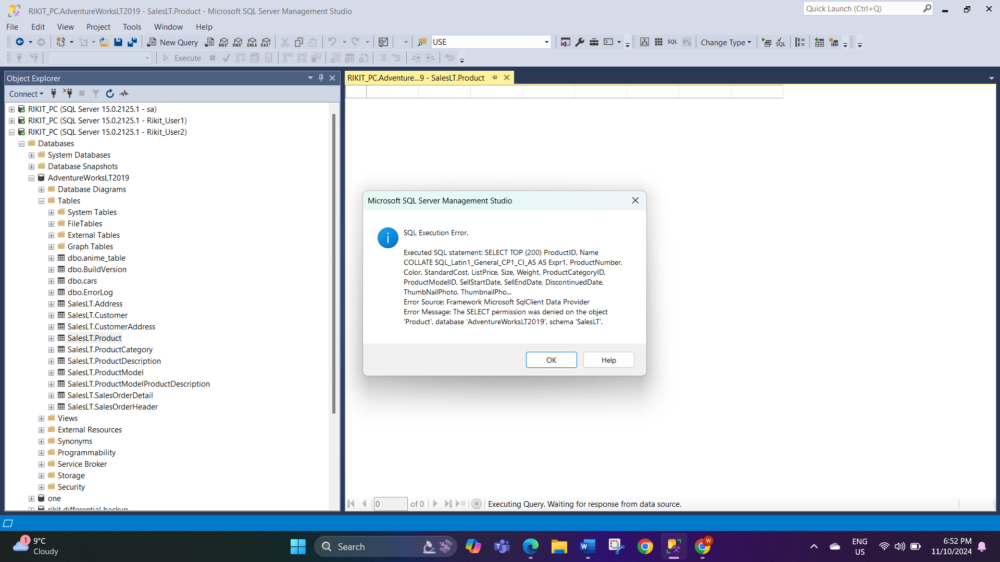 RIKIT_PC.AdventureWorksLT2019 - SalesLT.Product - Microsoft SQL Server Management Studio
Quick Launch (Ctrl+Q)
File Edit View Project Tools Window Help
New Query MDX DMX XMLA DAX USE SQL Change Type SQL
Execute
Object Explorer
RIKIT_PC.Adventure...9 - SalesLT.Product
Connect
RIKIT_PC (SQL Server 15.0.2125.1 - sa)
RIKIT_PC (SQL Server 15.0.2125.1 - Rikit_User1)
RIKIT_PC (SQL Server 15.0.2125.1 - Rikit_User2)
Databases
System Databases
Database Snapshots
AdventureWorksLT2019
Database Diagrams
Tables
System Tables
FileTables
External Tables
Graph Tables
dbo.anime_table
dbo.BuildVersion
dbo.cars
dbo.ErrorLog
SalesLT.Address
SalesLT.Customer
SalesLT.CustomerAddress
SalesLT.Product
SalesLT.ProductCategory
SalesLT.ProductDescription
SalesLT.ProductModel
SalesLT.ProductModelProductDescription
SalesLT.SalesOrderDetail
SalesLT.SalesOrderHeader
Views
External Resources
Synonyms
Programmability
Service Broker
Storage
Security
one
rikit differential backup
Microsoft SQL Server Management Studio
SQL Execution Error.
Executed SQL statement: SELECT TOP (200) ProductID, Name
COLLATE SQL_Latin1_General_CP1_CI_AS AS Expr1, ProductNumber,
Color, StandardCost, ListPrice, Size, Weight, ProductCategoryID,
ProductModelID, SellStartDate, SellEndDate, DiscontinuedDate,
ThumbNailPhoto, ThumbnailPho...
Error Source: Framework Microsoft SqlClient Data Provider
Error Message: The SELECT permission was denied on the object
'Product', database 'AdventureWorksLT2019', schema 'SalesLT'.
OK Help
0 of 0 Executing Query. Waiting for response from data source.
1 9°C
Cloudy
Search
W
ENG
US
6:52 PM
11/10/2024